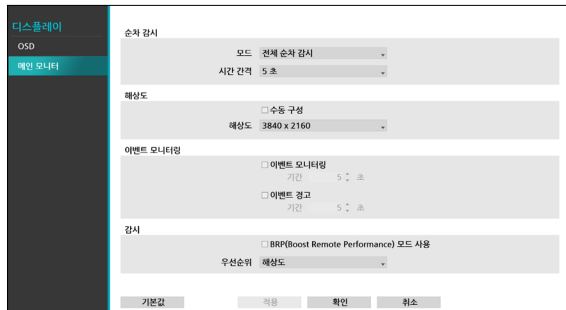 디스플레이
OSD
메인 모니터
순차 감시
모드 전체 순차 감시
시간 간격 5 초
해상도
수동 구성
해상도 3840 x 2160
이벤트 모니터링
이벤트 모니터링
기간 5 초
이벤트 경고
기간 5 초
감시
BRP(Boost Remote Performance) 모드 사용
우선순위 해상도
기본값 적용 확인 취소